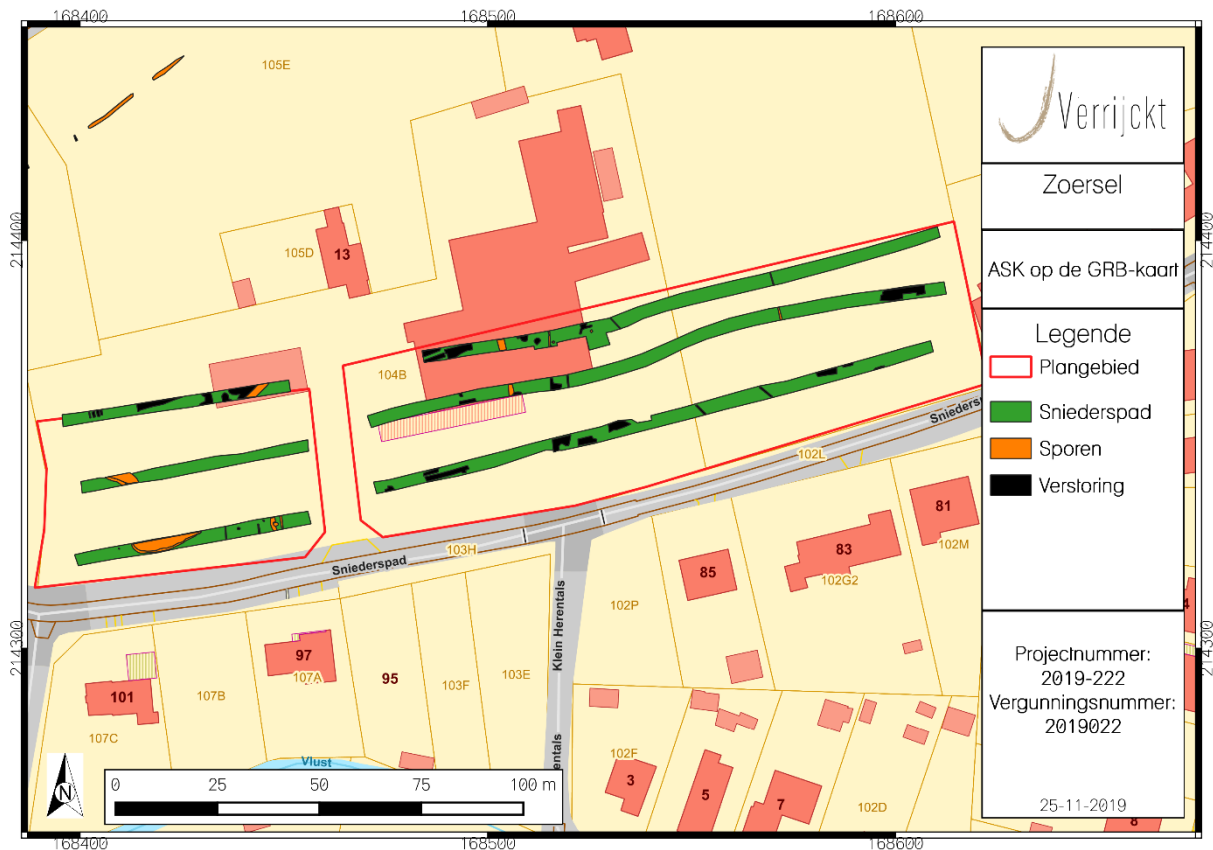 168400
168500
168600
105E
Verrijckt
Zoersel
ASK op de GRB-kaart
Legende
Plangebied
Sniederspad
Sporen
Verstoring
Projectnummer:
2019-222
Vergunningsnummer:
2019022
25-11-2019
214400
214400
105D
13
104B
Sniedersp
102L
103H
Sniederspad
81
83
85
102M
102G2
102P
Klein Herentals
214300
214300
97
107A
95
103F
103E
101
107B
107C
4
Vlust
entals
102F
3
5
7
102D
8
N
0
25
50
75
100 m
168400
168500
168600